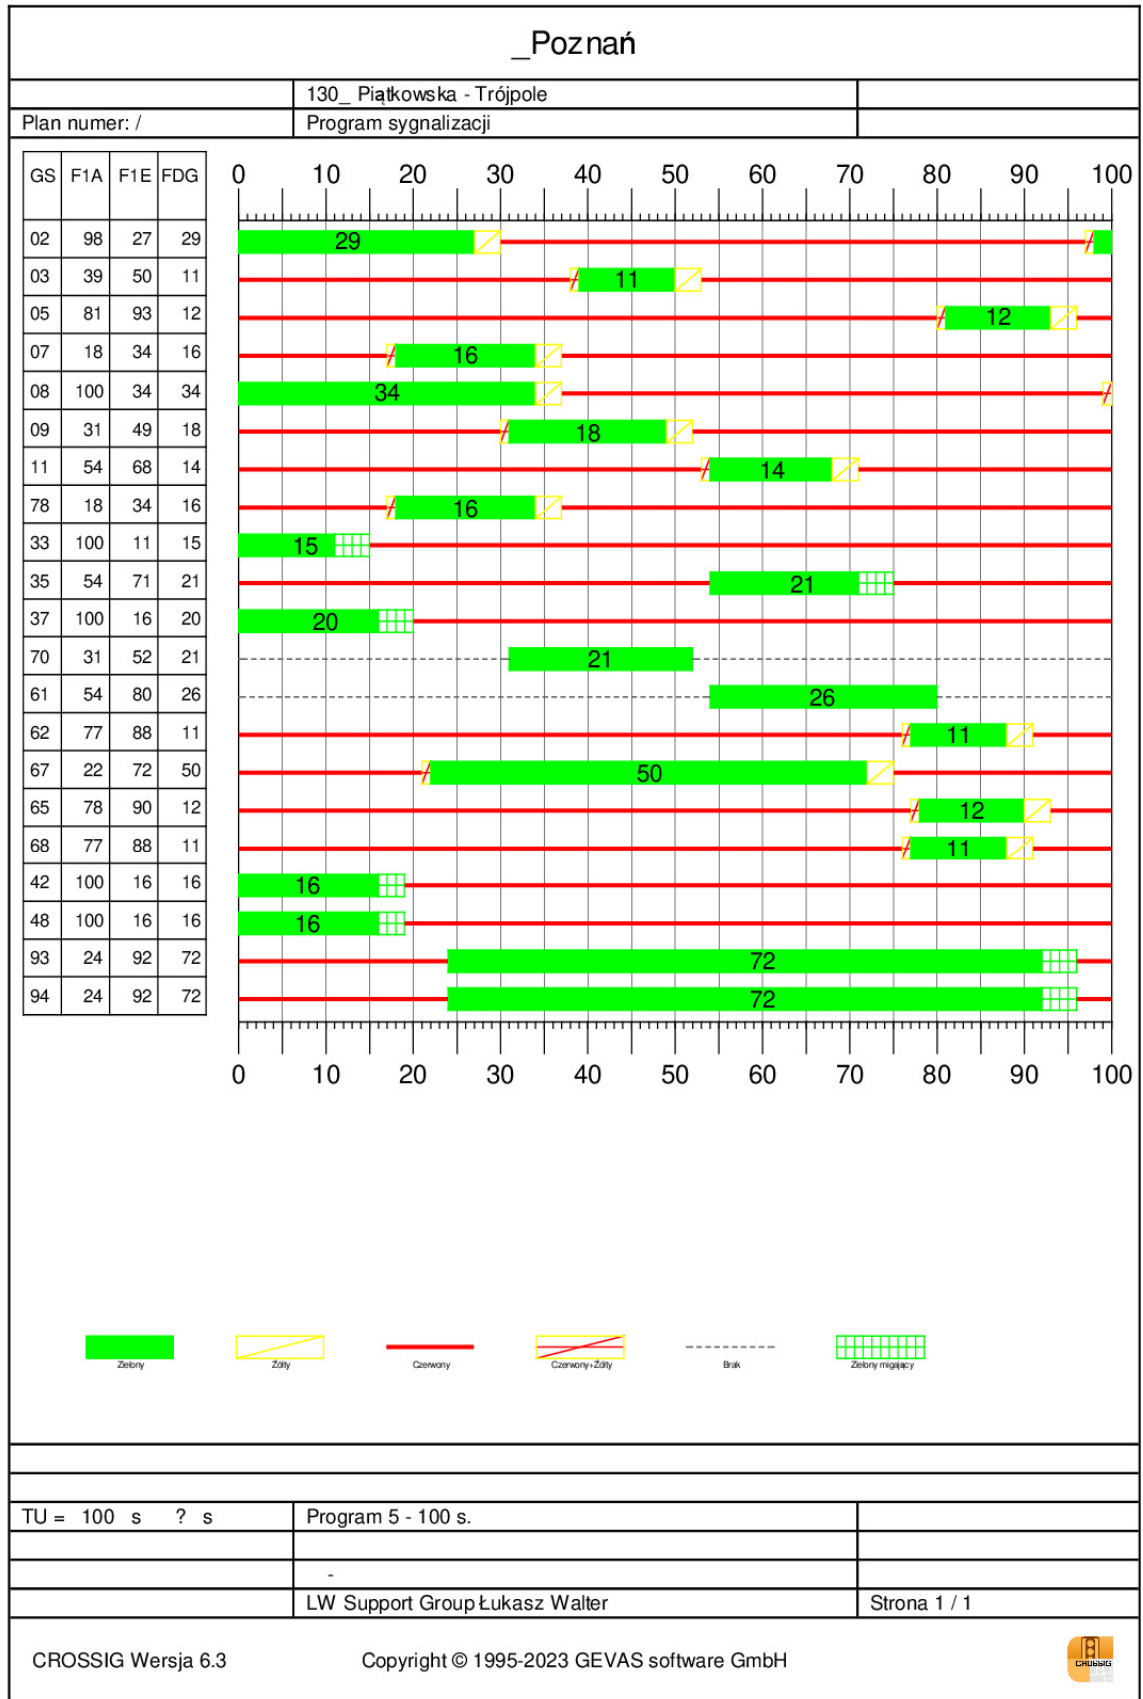 _Poznań
130_ Piątkowska - Trójpole
Plan numer: / Program sygnalizacji
GS F1A F1E FDG 0 10 20 30 40 50 60 70 80 90 100
02 98 27 29 29
03 39 50 11 11
05 81 93 12 12
07 18 34 16 16
08 100 34 34 34
09 31 49 18 18
11 54 68 14 14
78 18 34 16 16
33 100 11 15 15
35 54 71 21 21
37 100 16 20 20
70 31 52 21 21
61 54 80 26 26
62 77 88 11 11
67 22 72 50 50
65 78 90 12 12
68 77 88 11 11
42 100 16 16 16
48 100 16 16 16
93 24 92 72 72
94 24 92 72 72
0 10 20 30 40 50 60 70 80 90 100
Zielony Żółty Czerwony Czerwony+Żółty Brak Zielony migający
TU = 100 s ? s Program 5 - 100 s.
-
LW Support Group Łukasz Walter Strona 1 / 1
CROSSIG Wersja 6.3 Copyright © 1995-2023 GEVAS software GmbH CROSSIG